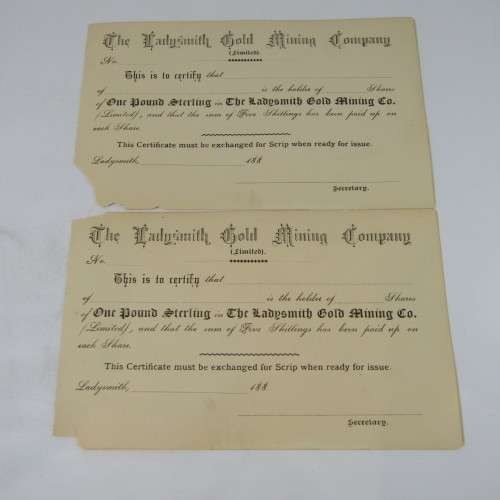 The Ladysmith Gold Mining Company
(Limited).
No.
This is to certify that
of is the holder of Shares
of One Pound Sterling in The Ladysmith Gold Mining Co.
(Limited), and that the sum of Five Shillings has been paid up on
each Share.
This Certificate must be exchanged for Scrip when ready for issue.
Ladysmith, 188
Secretary.
The Ladysmith Gold Mining Company
(Limited).
No.
This is to certify that
of is the holder of Shares
of One Pound Sterling in The Ladysmith Gold Mining Co.
(Limited), and that the sum of Five Shillings has been paid up on
each Share.
This Certificate must be exchanged for Scrip when ready for issue.
Ladysmith, 188
Secretary.